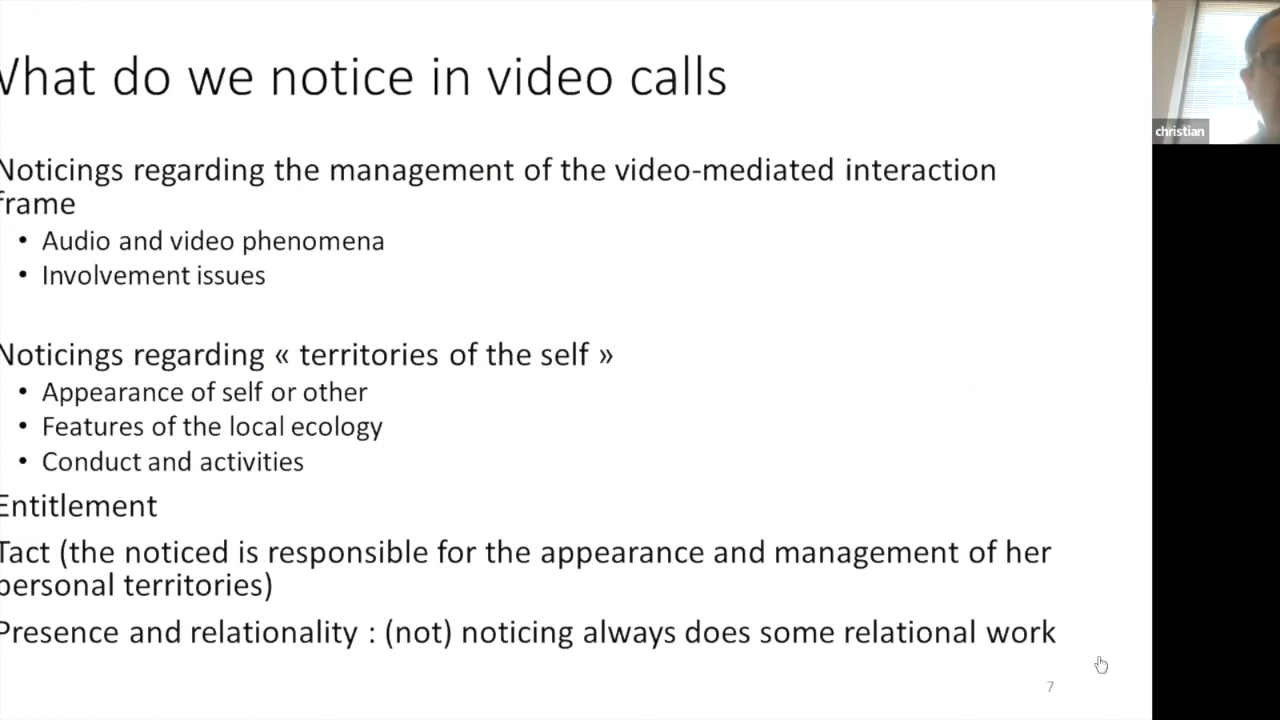 What do we notice in video calls
Noticings regarding the management of the video-mediated interaction
frame
• Audio and video phenomena
• Involvement issues
Noticings regarding « territories of the self »
• Appearance of self or other
• Features of the local ecology
• Conduct and activities
Entitlement
Tact (the noticed is responsible for the appearance and management of her
personal territories)
Presence and relationality : (not) noticing always does some relational work
7
christian